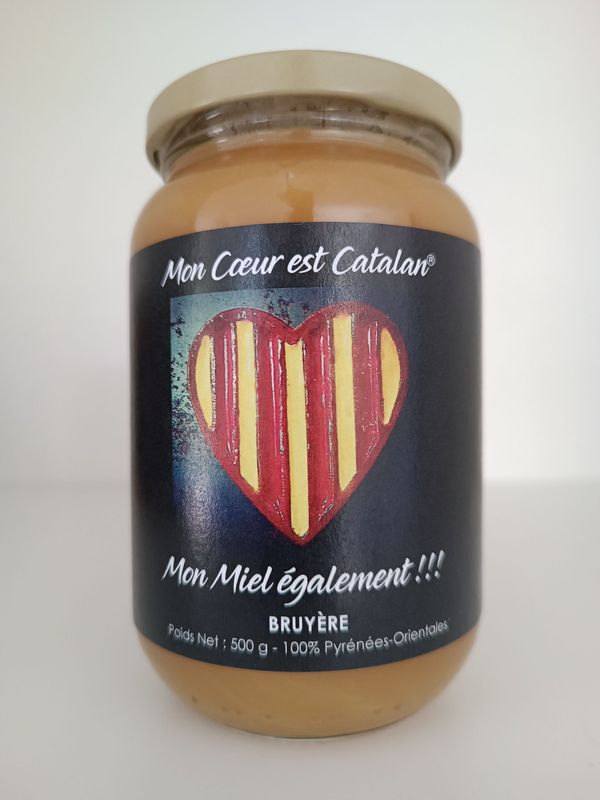 Mon Cœur est Catalan®
Mon Miel également !!!
BRUYÈRE
Poids Net : 500 g - 100% Pyrénées-Orientales